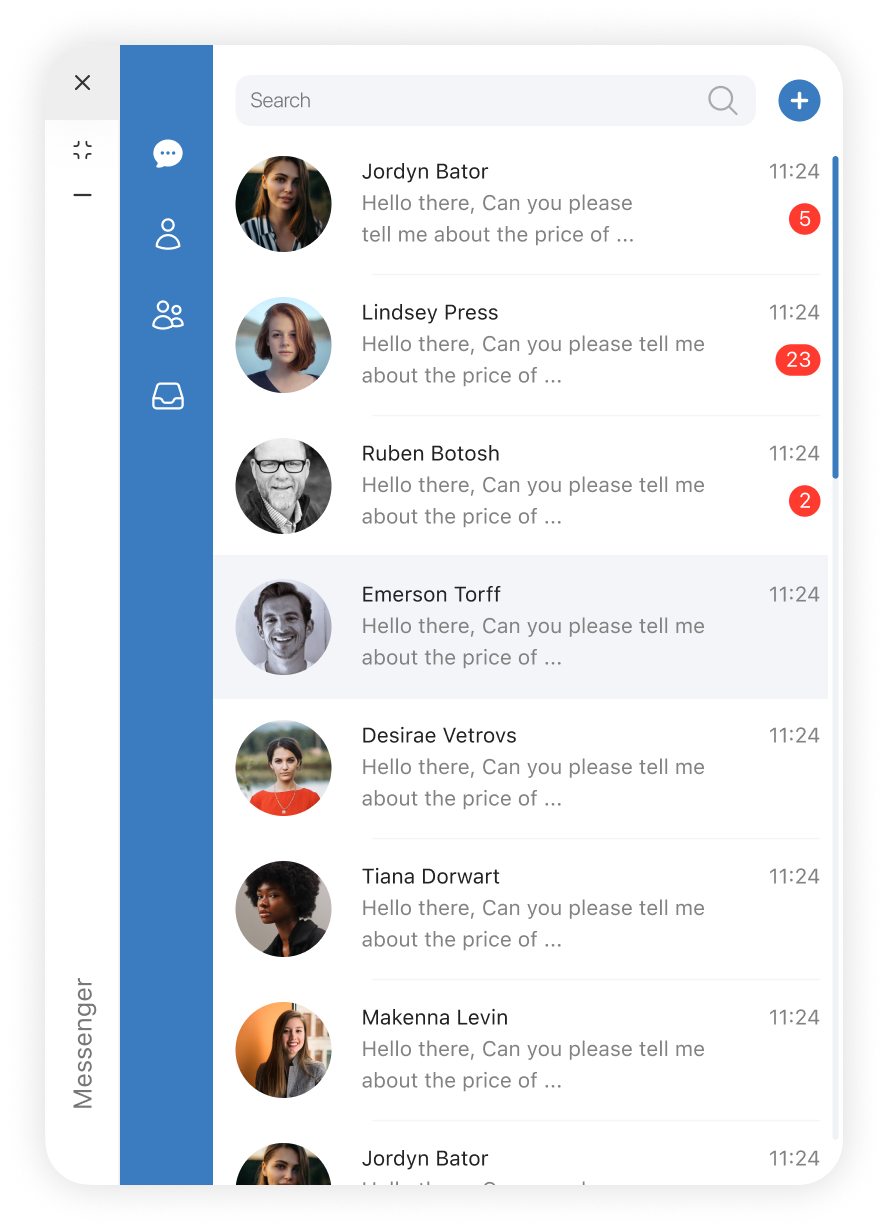 Search
Jordyn Bator
11:24
Hello there, Can you please
tell me about the price of ...
5
Lindsey Press
11:24
Hello there, Can you please tell me
about the price of ...
23
Ruben Botosh
11:24
Hello there, Can you please tell me
about the price of ...
2
Emerson Torff
11:24
Hello there, Can you please tell me
about the price of ...
Desirae Vetrovs
11:24
Hello there, Can you please tell me
about the price of ...
Tiana Dorwart
11:24
Hello there, Can you please tell me
about the price of ...
Makenna Levin
11:24
Hello there, Can you please tell me
about the price of ...
Jordyn Bator
11:24
Messenger